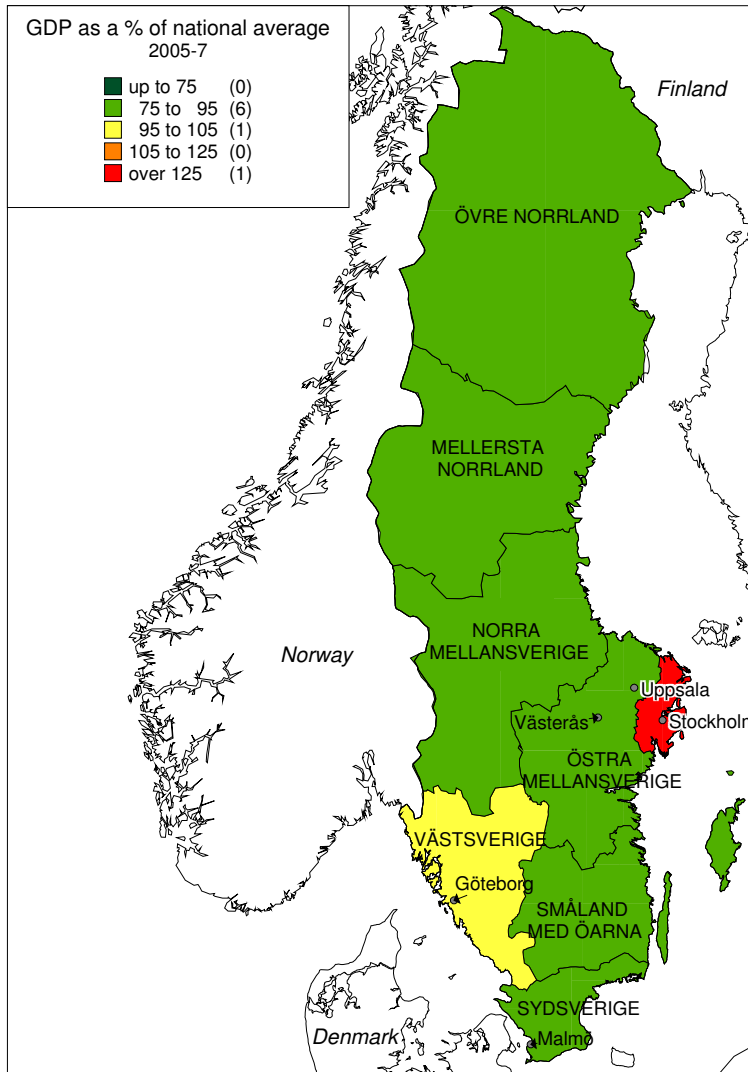 GDP as a % of national average
2005-7
up to 75 (0)
75 to 95 (6)
95 to 105 (1)
105 to 125 (0)
over 125 (1)
Finland
ÖVRE NORRLAND
MELLERSTA
NORRLAND
NORRA
MELLANSVERIGE
Norway
Uppsala
Västerås
Stockholm
ÖSTRA
MELLANSVERIGE
VÄSTSVERIGE
Göteborg
SMÅLAND
MED ÖARNA
SYDSVERIGE
Denmark
Malmö